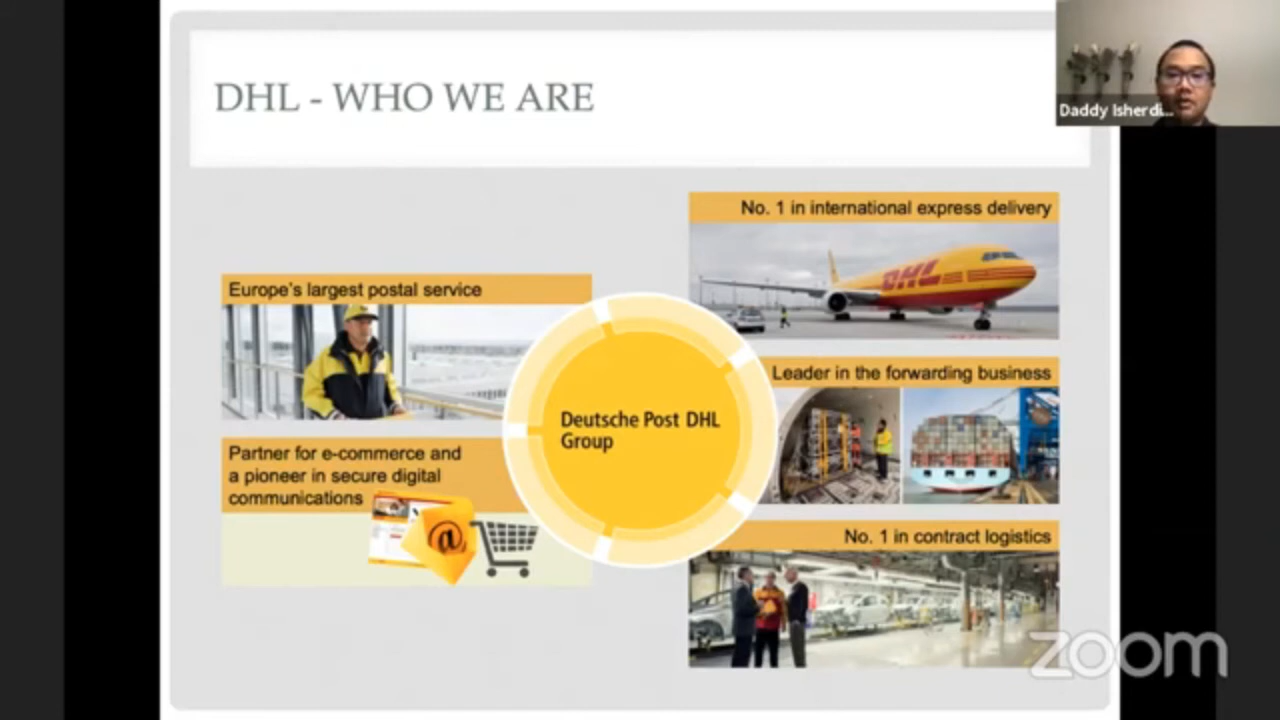 DHL - WHO WE ARE
Daddy Isherdi...
No. 1 in international express delivery
DHL
Europe's largest postal service
Leader in the forwarding business
Deutsche Post DHL
Group
Partner for e-commerce and
a pioneer in secure digital
communications
@
No. 1 in contract logistics
zoom